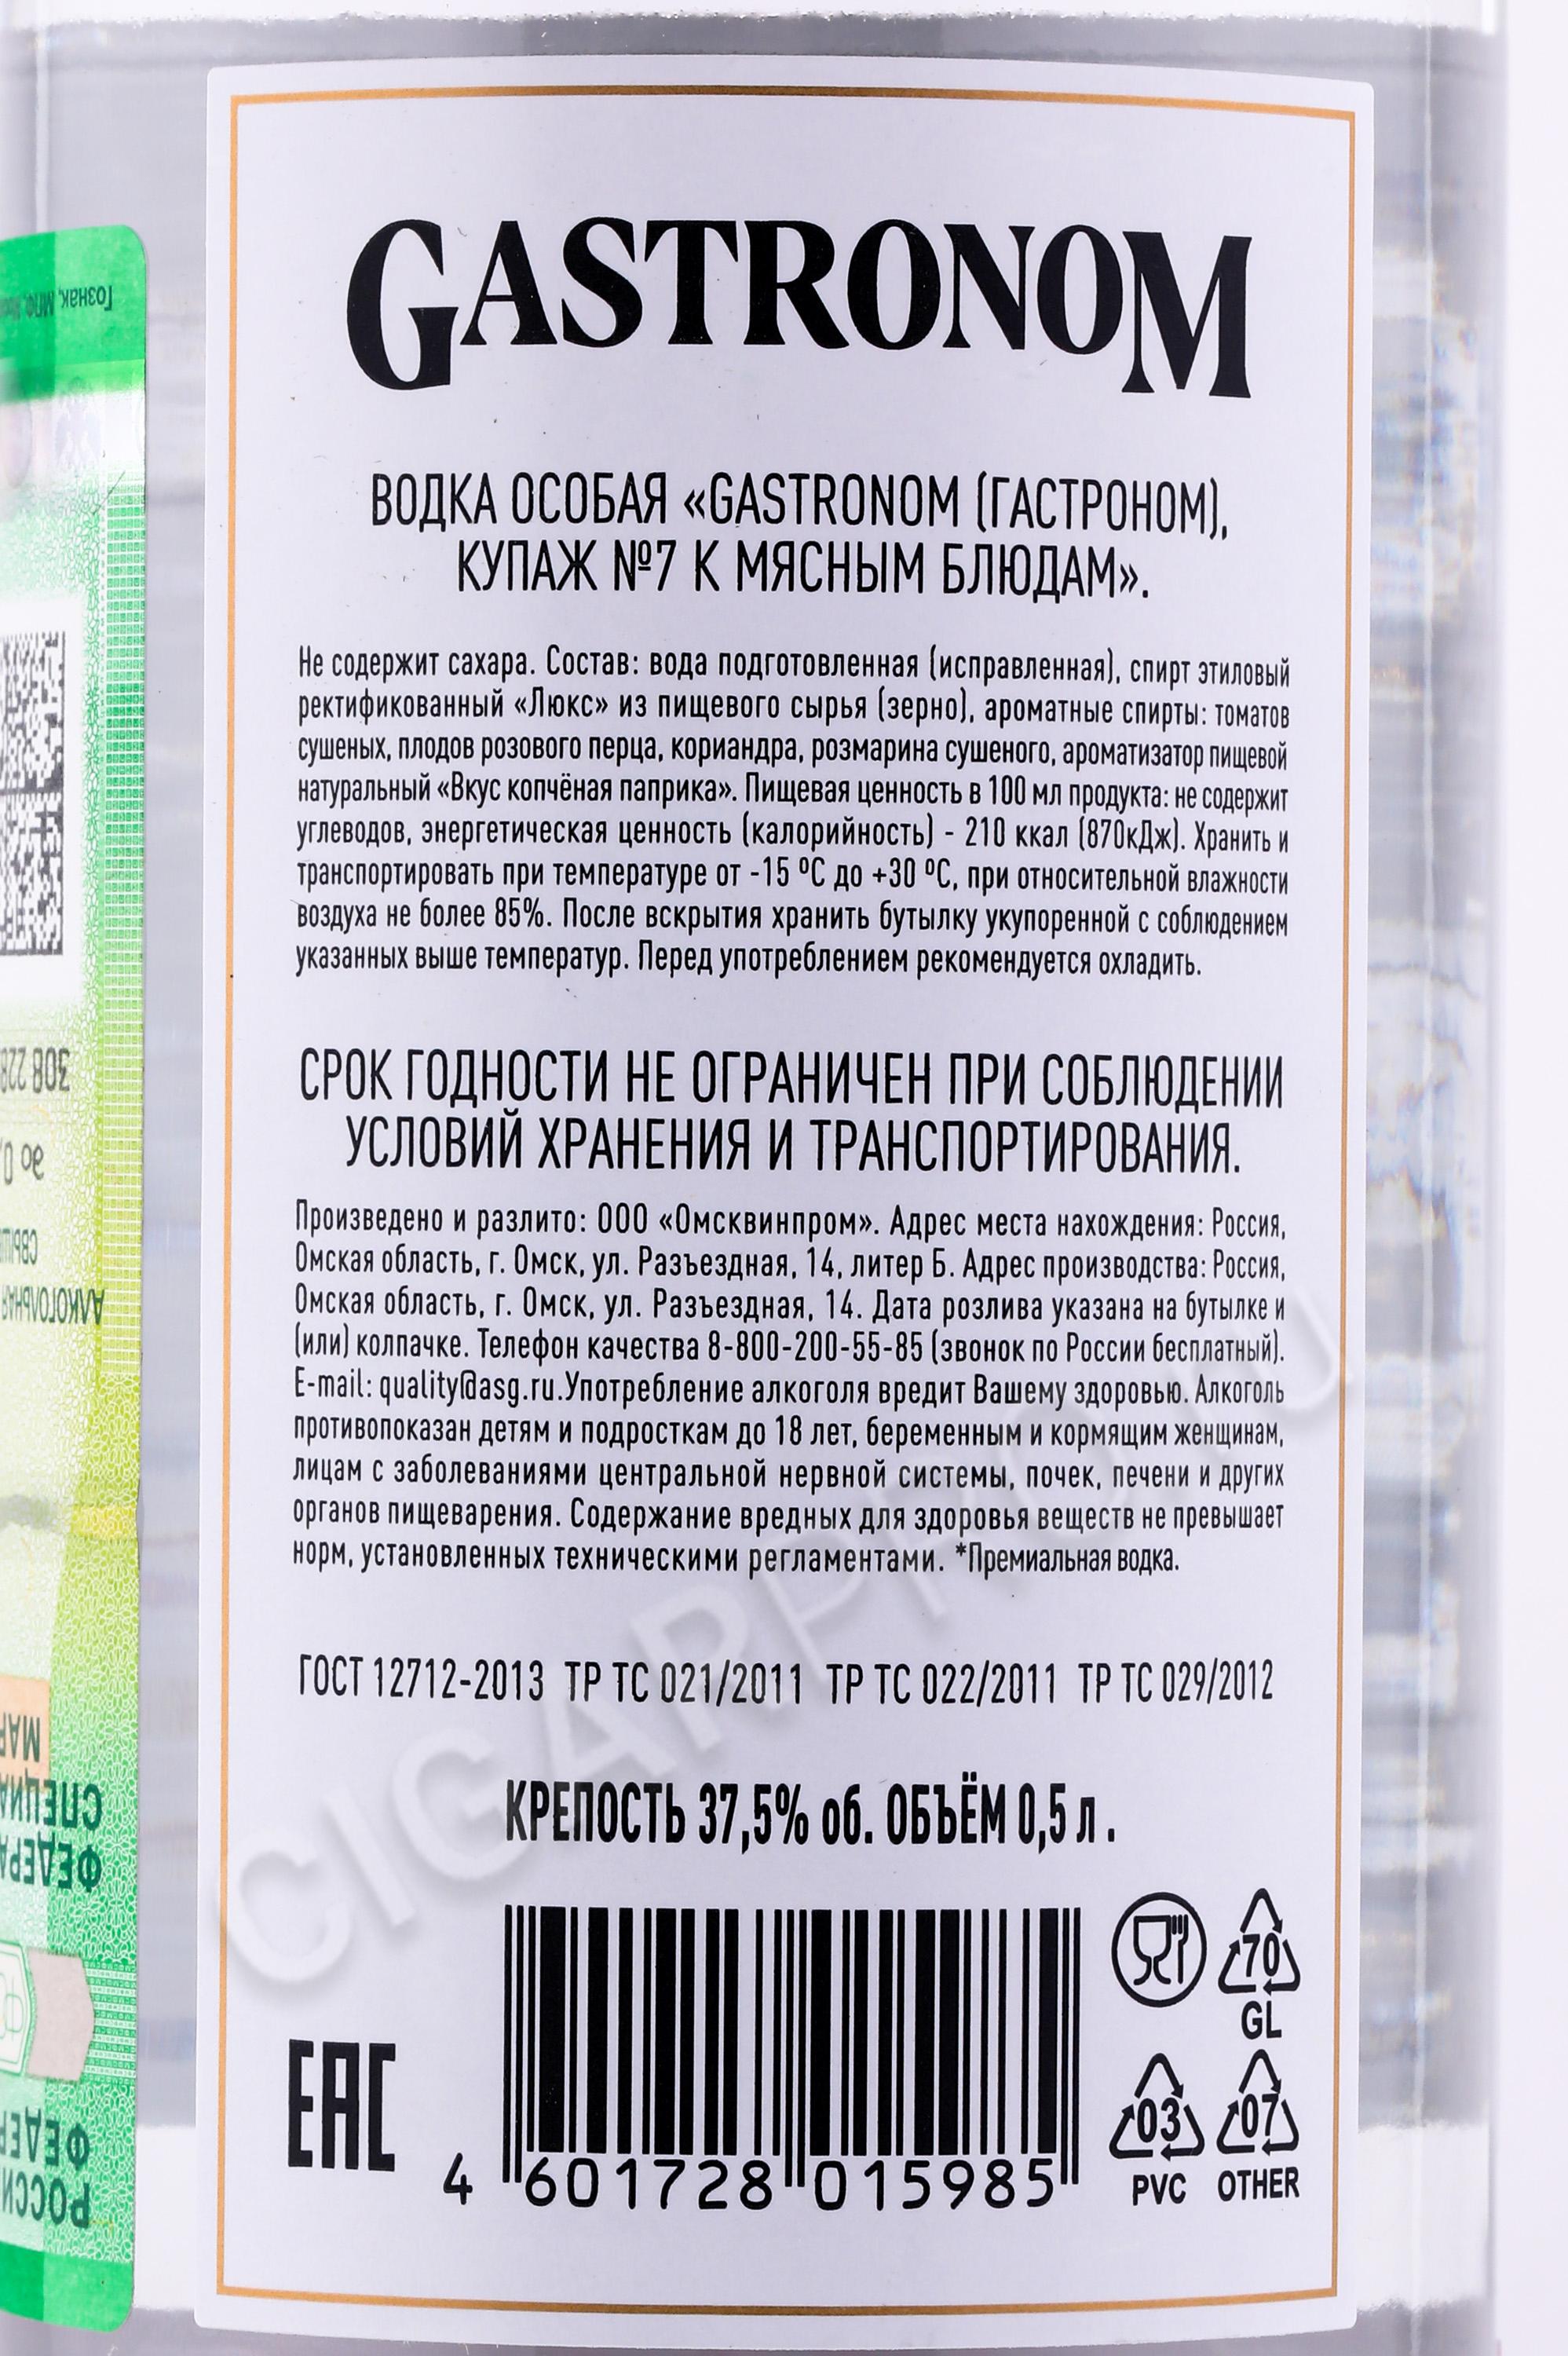 GASTRONOM
ВОДКА ОСОБАЯ «GASTRONOM (ГАСТРОНОМ),
КУПАЖ №7 К МЯСНЫМ БЛЮДАМ».
Не содержит сахара. Состав: вода подготовленная (исправленная), спирт этиловый
ректификованный «Люкс» из пищевого сырья (зерно), ароматные спирты: томатов
сушеных, плодов розового перца, кориандра, розмарина сушеного, ароматизатор пищевой
натуральный «Вкус копчёная паприка». Пищевая ценность в 100 мл продукта: не содержит
углеводов, энергетическая ценность (калорийность) - 210 ккал (870кДж). Хранить и
транспортировать при температуре от -15 ºС до +30 ºС, при относительной влажности
воздуха не более 85%. После вскрытия хранить бутылку укупоренной с соблюдением
указанных выше температур. Перед употреблением рекомендуется охладить.
СРОК ГОДНОСТИ НЕ ОГРАНИЧЕН ПРИ СОБЛЮДЕНИИ
УСЛОВИЙ ХРАНЕНИЯ И ТРАНСПОРТИРОВАНИЯ.
Произведено и разлито: ООО «Омсквинпром». Адрес места нахождения: Россия,
Омская область, г. Омск, ул. Разъездная, 14, литер Б. Адрес производства: Россия,
Омская область, г. Омск, ул. Разъездная, 14. Дата розлива указана на бутылке и
(или) колпачке. Телефон качества 8-800-200-55-85 (звонок по России бесплатный).
E-mail: quality@asg.ru.Употребление алкоголя вредит Вашему здоровью. Алкоголь
противопоказан детям и подросткам до 18 лет, беременным и кормящим женщинам,
лицам с заболеваниями центральной нервной системы, почек, печени и других
органов пищеварения. Содержание вредных для здоровья веществ не превышает
норм, установленных техническими регламентами. *Премиальная водка.
ГОСТ 12712-2013 ТР ТС 021/2011 ТР ТС 022/2011 ТР ТС 029/2012
КРЕПОСТЬ 37,5% об. ОБЪЁМ 0,5 л .
EAC
4 601728 015985
70
GL
03
PVC
07
OTHER
CIGARPRO.RU
Гознак, МПФ,
308 228